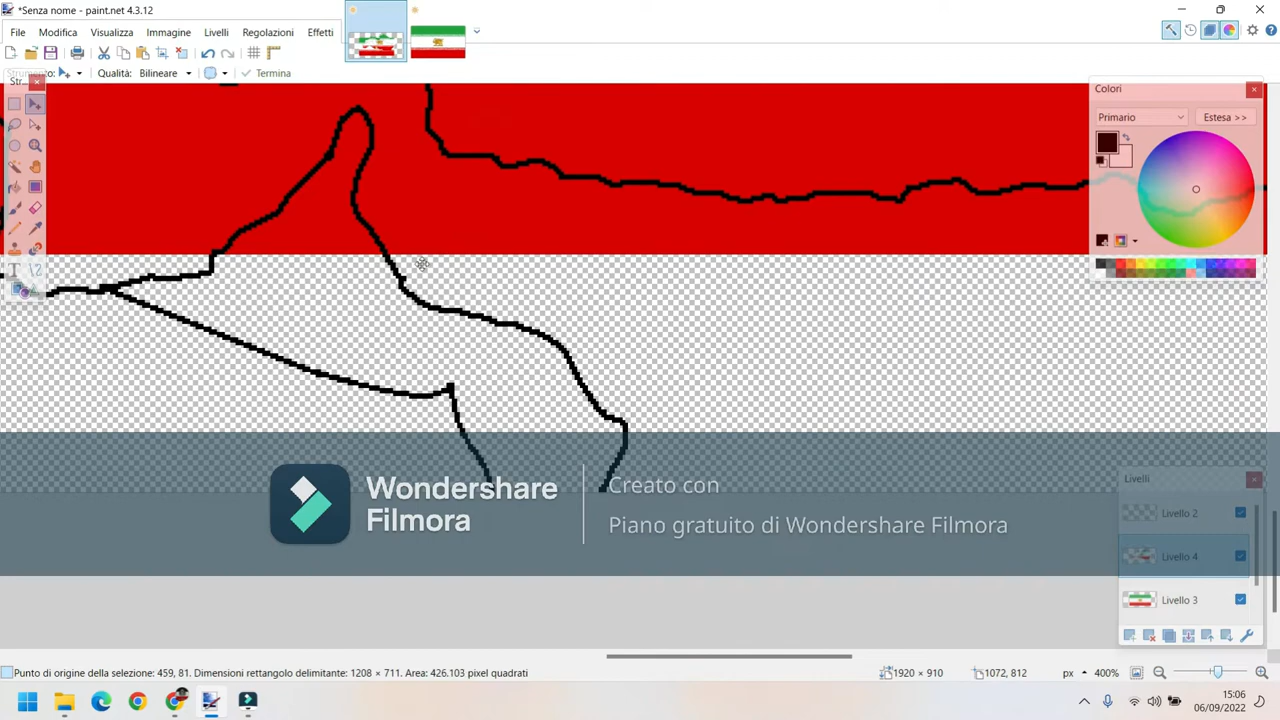 *Senza nome - paint.net 4.3.12
File Modifica Visualizza Immagine Livelli Regolazioni Effetti
Strumento: Qualità: Bilineare Termina
Str...
Colori
Primario Estesa >>
Livelli
Livello 2
Wondershare
Filmora
Creato con
Piano gratuito di Wondershare Filmora
Livello 4
Livello 3
Punto di origine della selezione: 459, 81. Dimensioni rettangolo delimitante: 1208 × 711. Area: 426.103 pixel quadrati 1920 × 910 1072, 812 px 400%
15:06
06/09/2022